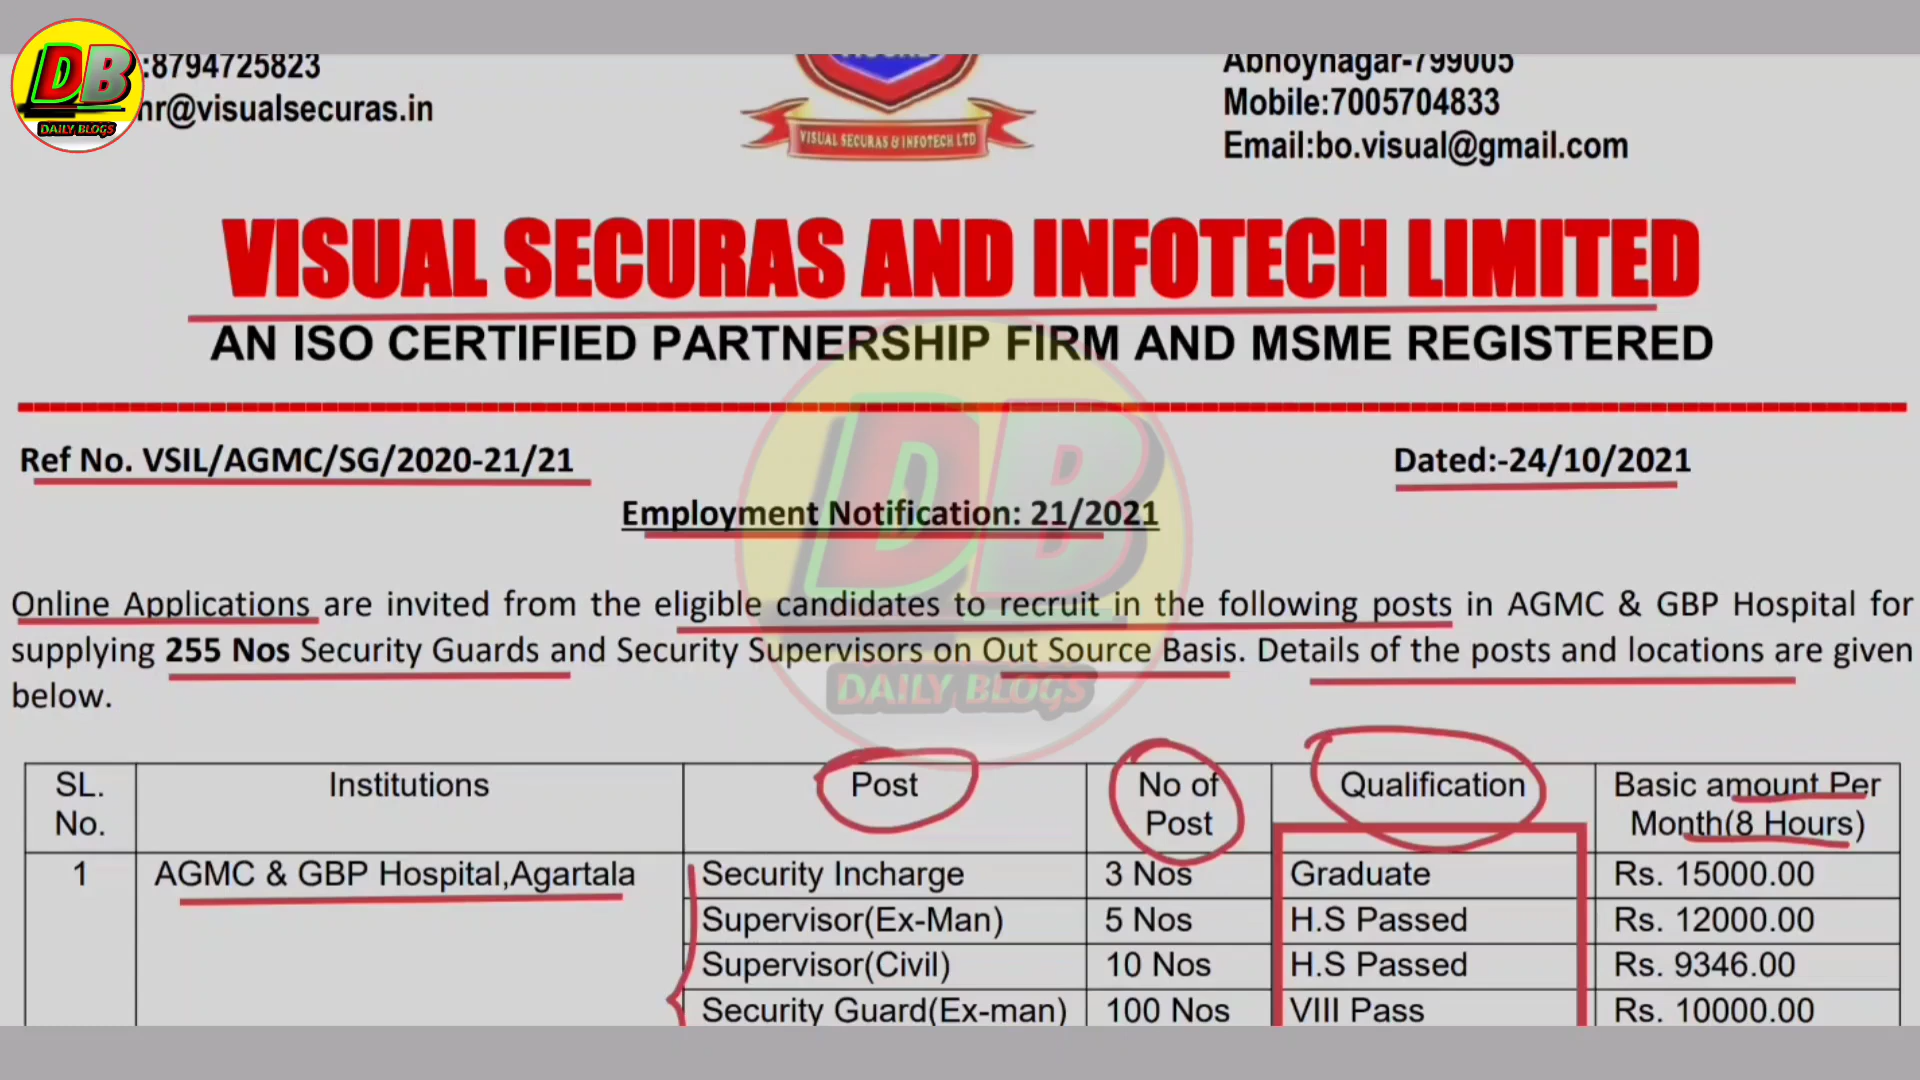 DB
DAILY BLOGS
:8794725823
hr@visualsecuras.in
VISUAL SECURAS & INFOTECH LTD
Abhoynagar-799005
Mobile:7005704833
Email:bo.visual@gmail.com
VISUAL SECURAS AND INFOTECH LIMITED
AN ISO CERTIFIED PARTNERSHIP FIRM AND MSME REGISTERED
Ref No. VSIL/AGMC/SG/2020-21/21
Dated:-24/10/2021
Employment Notification: 21/2021
Online Applications are invited from the eligible candidates to recruit in the following posts in AGMC & GBP Hospital for
supplying 255 Nos Security Guards and Security Supervisors on Out Source Basis. Details of the posts and locations are given
below.
DB
DAILY BLOGS
SL. No. Institutions Post No of Post Qualification Basic amount Per Month(8 Hours)
1 AGMC & GBP Hospital,Agartala Security Incharge 3 Nos Graduate Rs. 15000.00
Supervisor(Ex-Man) 5 Nos H.S Passed Rs. 12000.00
Supervisor(Civil) 10 Nos H.S Passed Rs. 9346.00
Security Guard(Ex-man) 100 Nos VIII Pass Rs. 10000.00